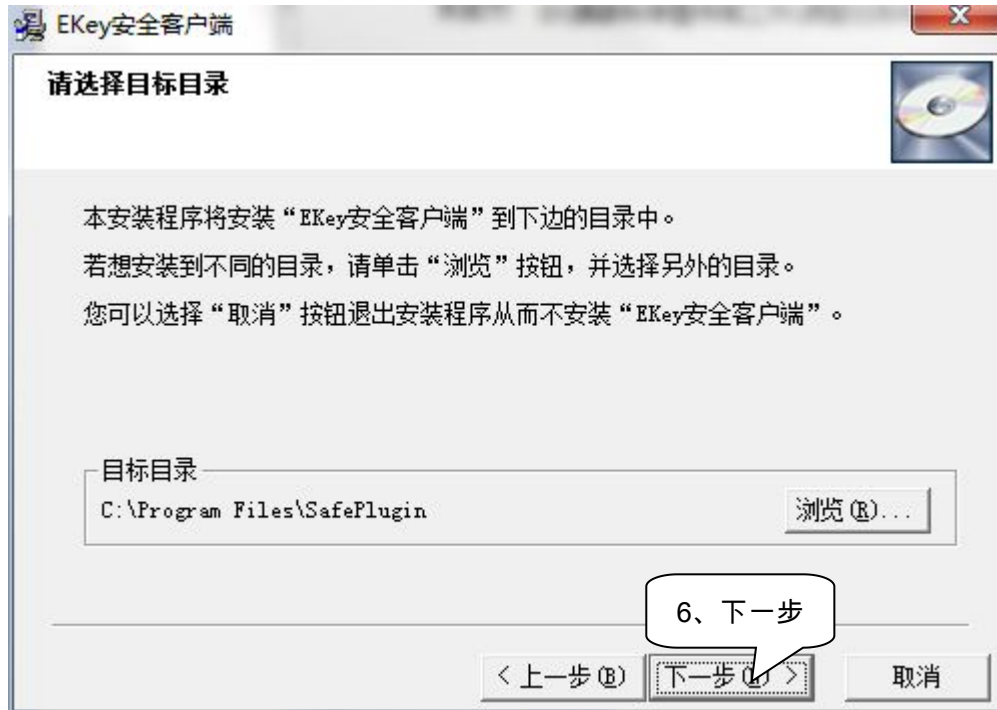 EKey安全客户端
请选择目标目录
本安装程序将安装“EKey安全客户端”到下边的目录中。
若想安装到不同的目录，请单击“浏览”按钮，并选择另外的目录。
您可以选择“取消”按钮退出安装程序从而不安装“EKey安全客户端”。
目标目录
C:\Program Files\SafePlugin
浏览(R)...
6、下一步
< 上一步(B)
下一步 >
取消